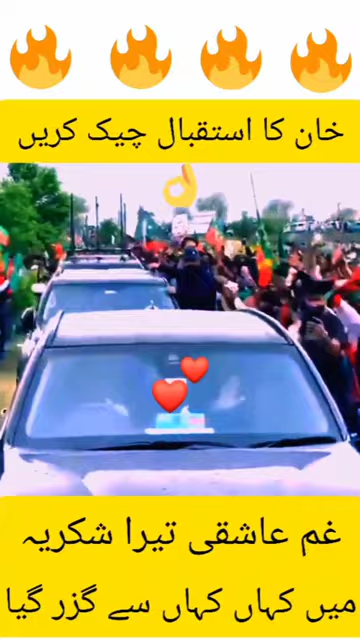 خان کا استقبال چیک کریں
غم عاشقی تیرا شکریہ
میں کہاں کہاں سے گزر گیا